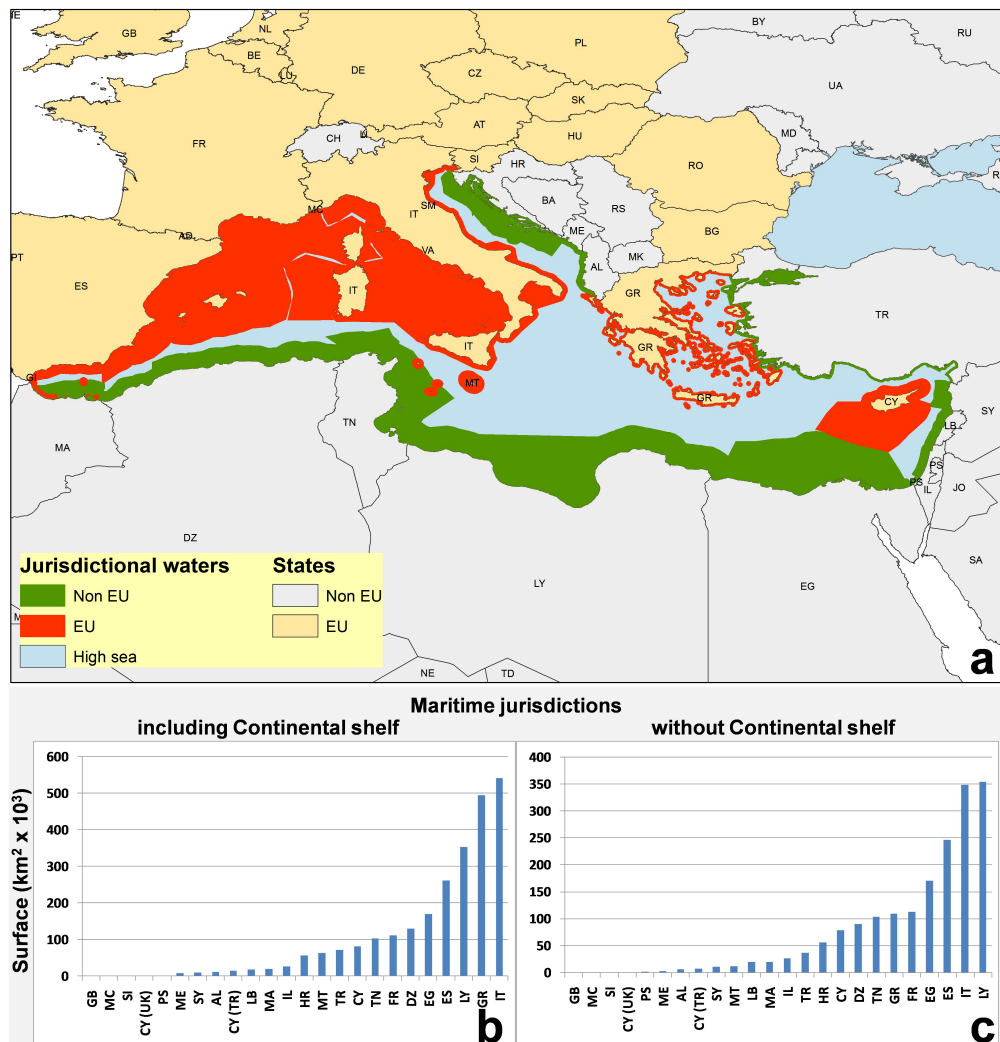 IE
GB
NL
BE
LU
DE
PL
BY
RU
CZ
SK
UA
FR
CH
AT
HU
MD
SI
HR
RO
R
MC
SM
IT
BA
RS
ME
BG
PT
AD
VA
MK
AL
ES
IT
GR
TR
IT
GR
GI
MT
GR
CY
SY
LB
TN
MA
PS
PS
IL
JO
DZ
LY
EG
SA
NE
TD
Jurisdictional waters
States
Non EU
Non EU
EU
EU
High sea
a
Maritime jurisdictions
including Continental shelf
without Continental shelf
Surface (km² x 10³)
600
500
400
300
200
100
0
GB MC SI CY (UK) PS ME SY AL CY (TR) LB MA IL HR MT TR CY TN FR DZ EG ES LY GR IT
b
400
350
300
250
200
150
100
50
0
GB MC SI CY (UK) PS ME AL CY (TR) SY MT LB MA IL TR HR CY DZ TN GR FR EG ES IT LY
c